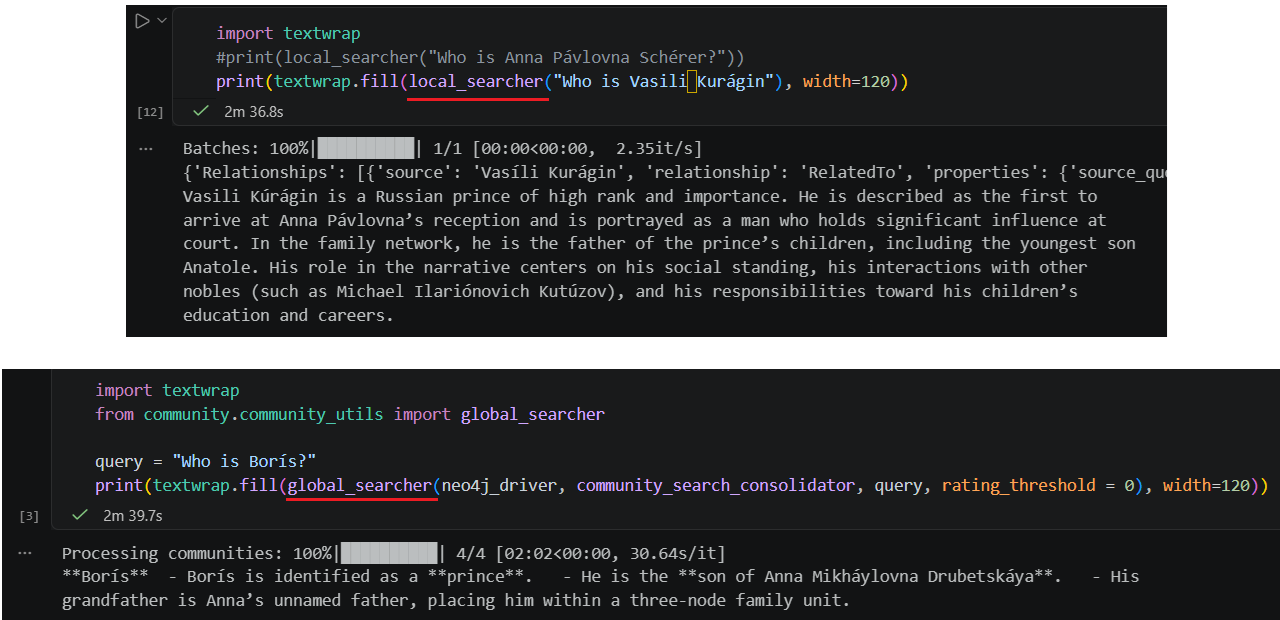 import textwrap
#print(local_searcher("Who is Anna Pávlovna Schérer?"))
print(textwrap.fill(local_searcher("Who is Vasili Kurágin"), width=120))
[12] 2m 36.8s
... Batches: 100%|██████████| 1/1 [00:00<00:00, 2.35it/s]
{'Relationships': [{'source': 'Vasíli Kurágin', 'relationship': 'RelatedTo', 'properties': {'source_que
Vasili Kúrágin is a Russian prince of high rank and importance. He is described as the first to
arrive at Anna Pávlovna’s reception and is portrayed as a man who holds significant influence at
court. In the family network, he is the father of the prince’s children, including the youngest son
Anatole. His role in the narrative centers on his social standing, his interactions with other
nobles (such as Michael Ilariónovich Kutúzov), and his responsibilities toward his children’s
education and careers.
import textwrap
from community.community_utils import global_searcher
query = "Who is Borís?"
print(textwrap.fill(global_searcher(neo4j_driver, community_search_consolidator, query, rating_threshold = 0), width=120))
[3] 2m 39.7s
... Processing communities: 100%|██████████| 4/4 [02:02<00:00, 30.64s/it]
**Borís**  - Borís is identified as a **prince**.   - He is the **son of Anna Mikháylovna Drubetskáya**.   - His
grandfather is Anna’s unnamed father, placing him within a three-node family unit.